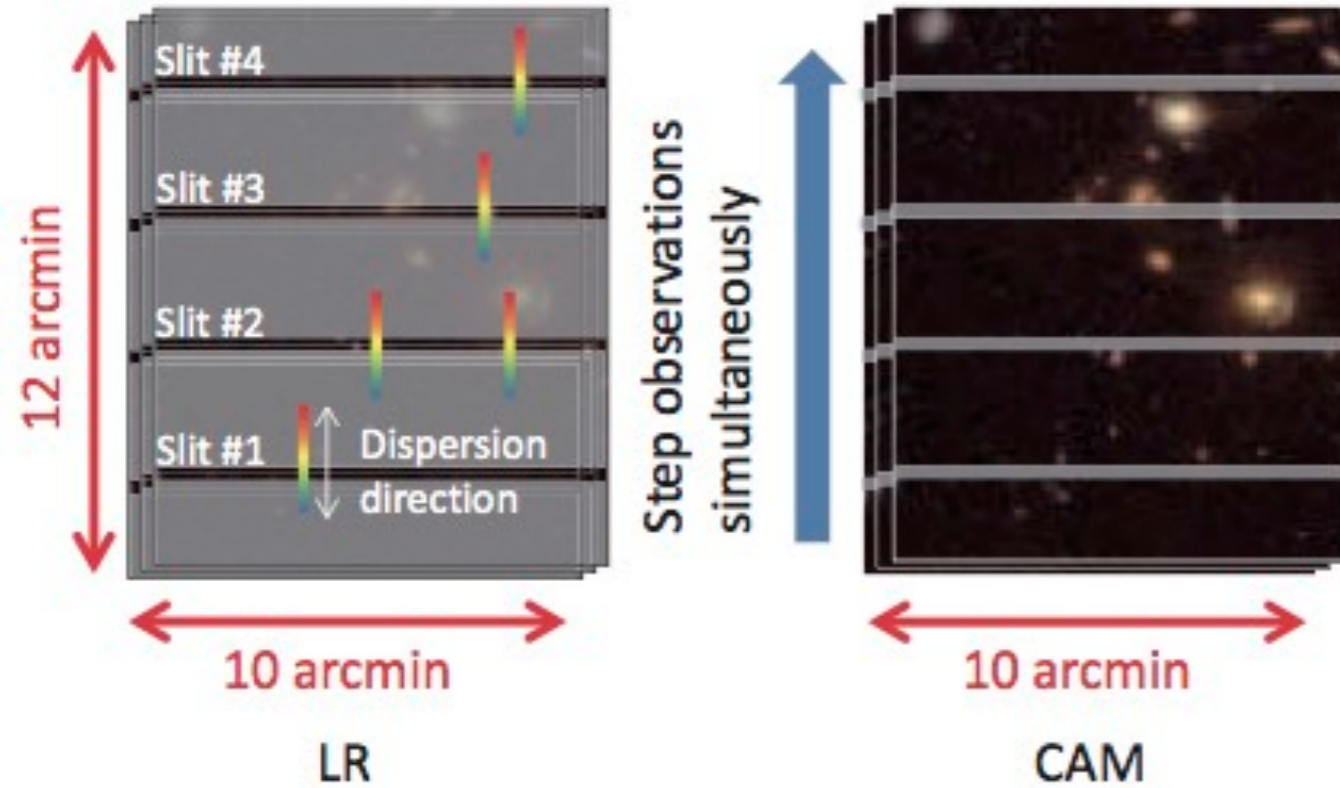 Slit #4
Slit #3
Slit #2
Slit #1
Dispersion
direction
12 arcmin
10 arcmin
LR
Step observations
simultaneously
10 arcmin
CAM